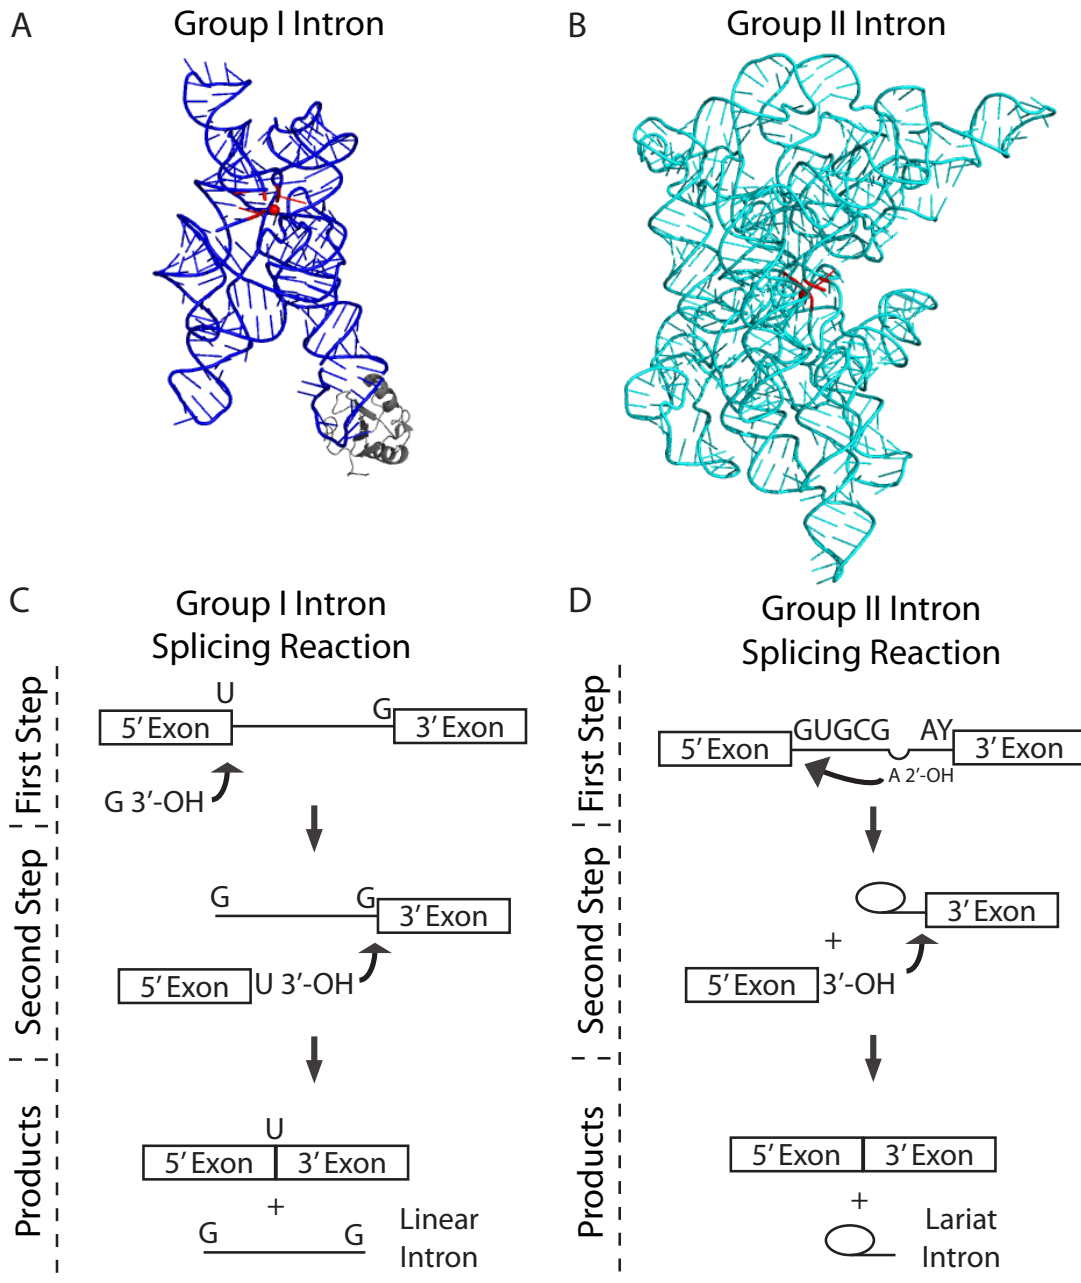 A
Group I Intron
B
Group II Intron
C
Group I Intron
Splicing Reaction
First Step
U
G
5' Exon
3' Exon
G 3'-OH
Second Step
G
G
3' Exon
+
5' Exon
U 3'-OH
Products
U
5' Exon
3' Exon
+
G
G
Linear
Intron
D
Group II Intron
Splicing Reaction
First Step
GUGCG
AY
5' Exon
3' Exon
A 2'-OH
Second Step
3' Exon
+
5' Exon
3'-OH
Products
5' Exon
3' Exon
+
Lariat
Intron